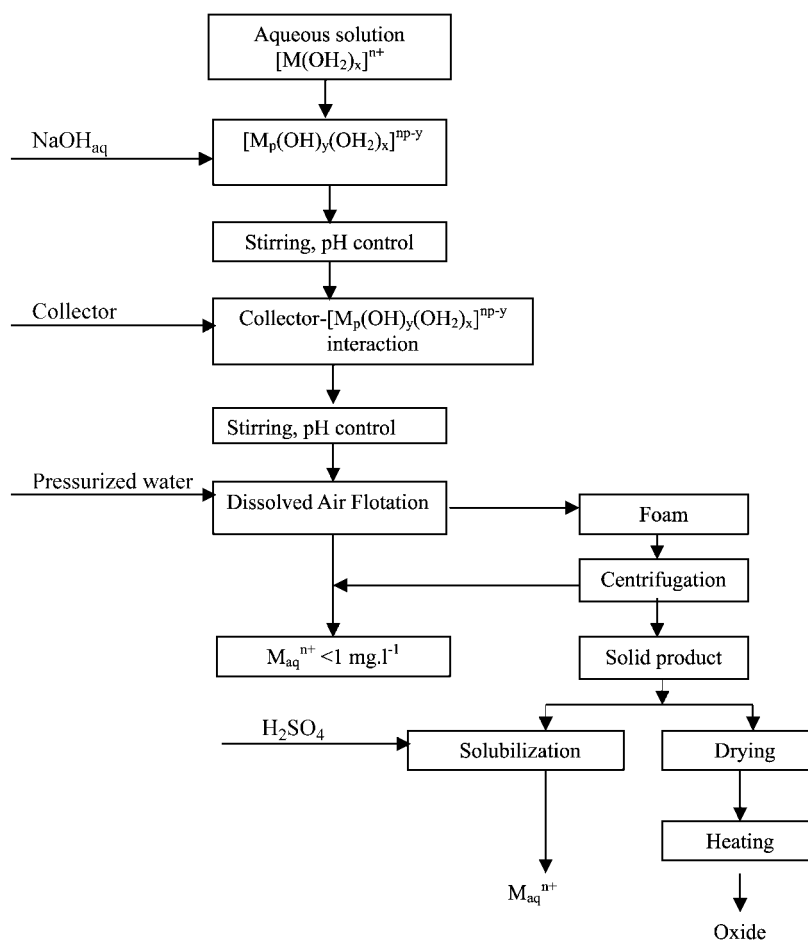 Aqueous solution
[M(OH₂)ₓ]ⁿ⁺
NaOHaq
[Mₚ(OH)y(OH₂)ₓ]ⁿᵖ⁻ʸ
Stirring, pH control
Collector
Collector-[Mₚ(OH)y(OH₂)ₓ]ⁿᵖ⁻ʸ
interaction
Stirring, pH control
Pressurized water
Dissolved Air Flotation
Foam
Centrifugation
Maqⁿ⁺ <1 mg.l⁻¹
Solid product
H₂SO₄
Solubilization
Drying
Heating
Maqⁿ⁺
Oxide